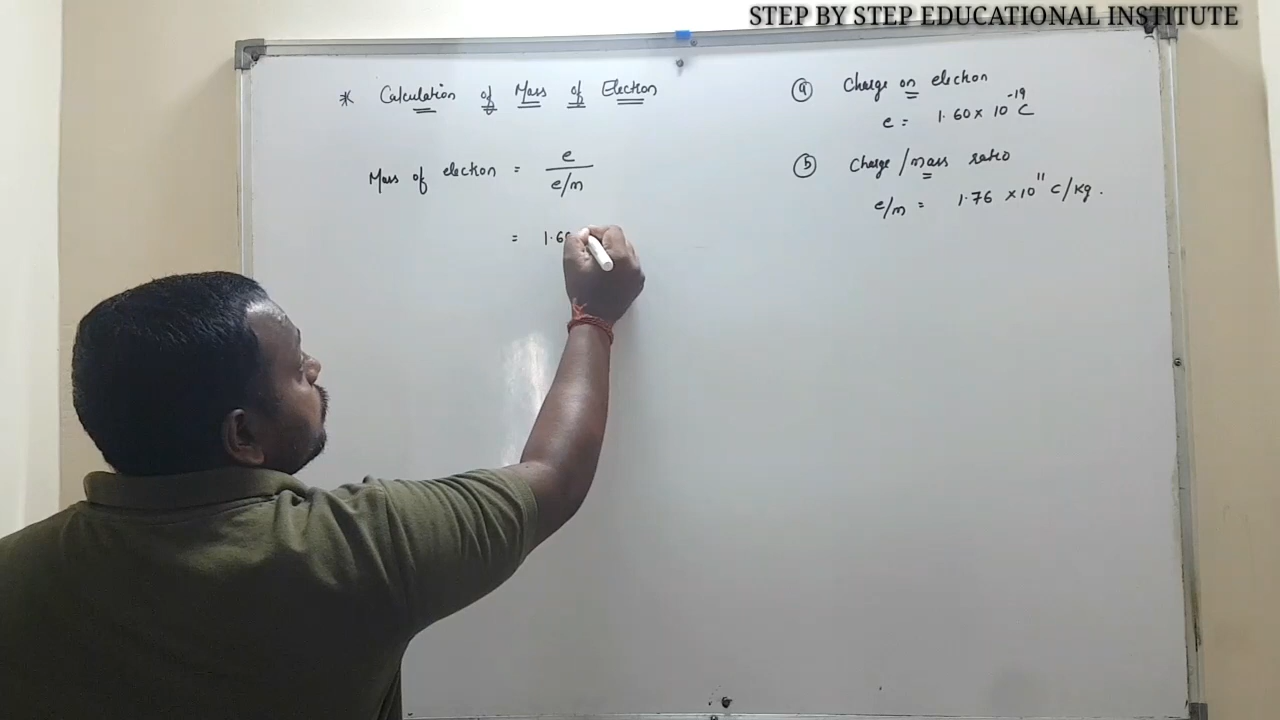 STEP BY STEP EDUCATIONAL INSTITUTE
* Calculation of Mass of Electron
Mass of electron = e / e/m
= 1.60
(a) Charge on electron
e = 1.60 x 10^-19 C
(b) Charge / mass ratio
e/m = 1.76 x 10^11 C/kg.